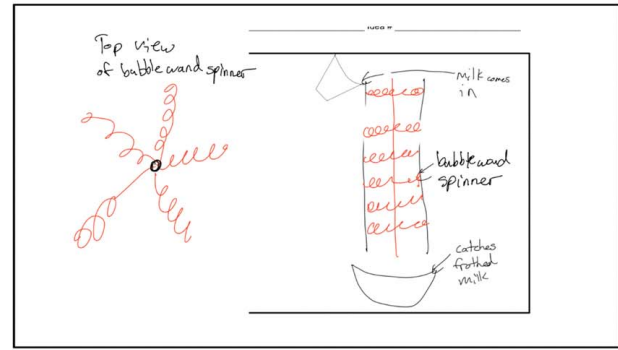 Top view
of bubble wand spinner
Idea #
milk comes
in
bubble wand
spinner
catches
frothed
milk